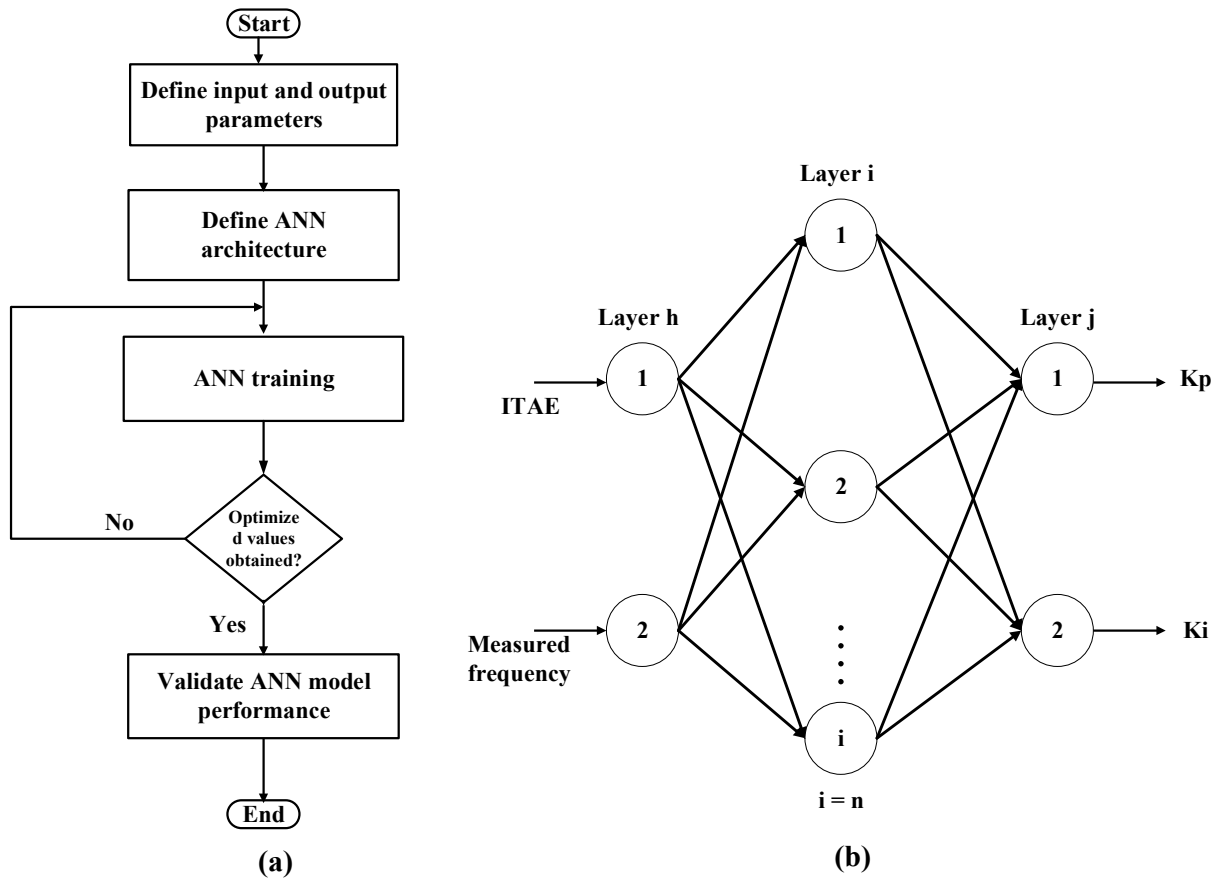 Start
Define input and output
parameters
Define ANN
architecture
ANN training
No
Optimize
d values
obtained?
Yes
Validate ANN model
performance
End
(a)
Layer i
1
Layer h
Layer j
1
1
Kp
ITAE
2
2
2
Ki
Measured
frequency
i
i = n
(b)